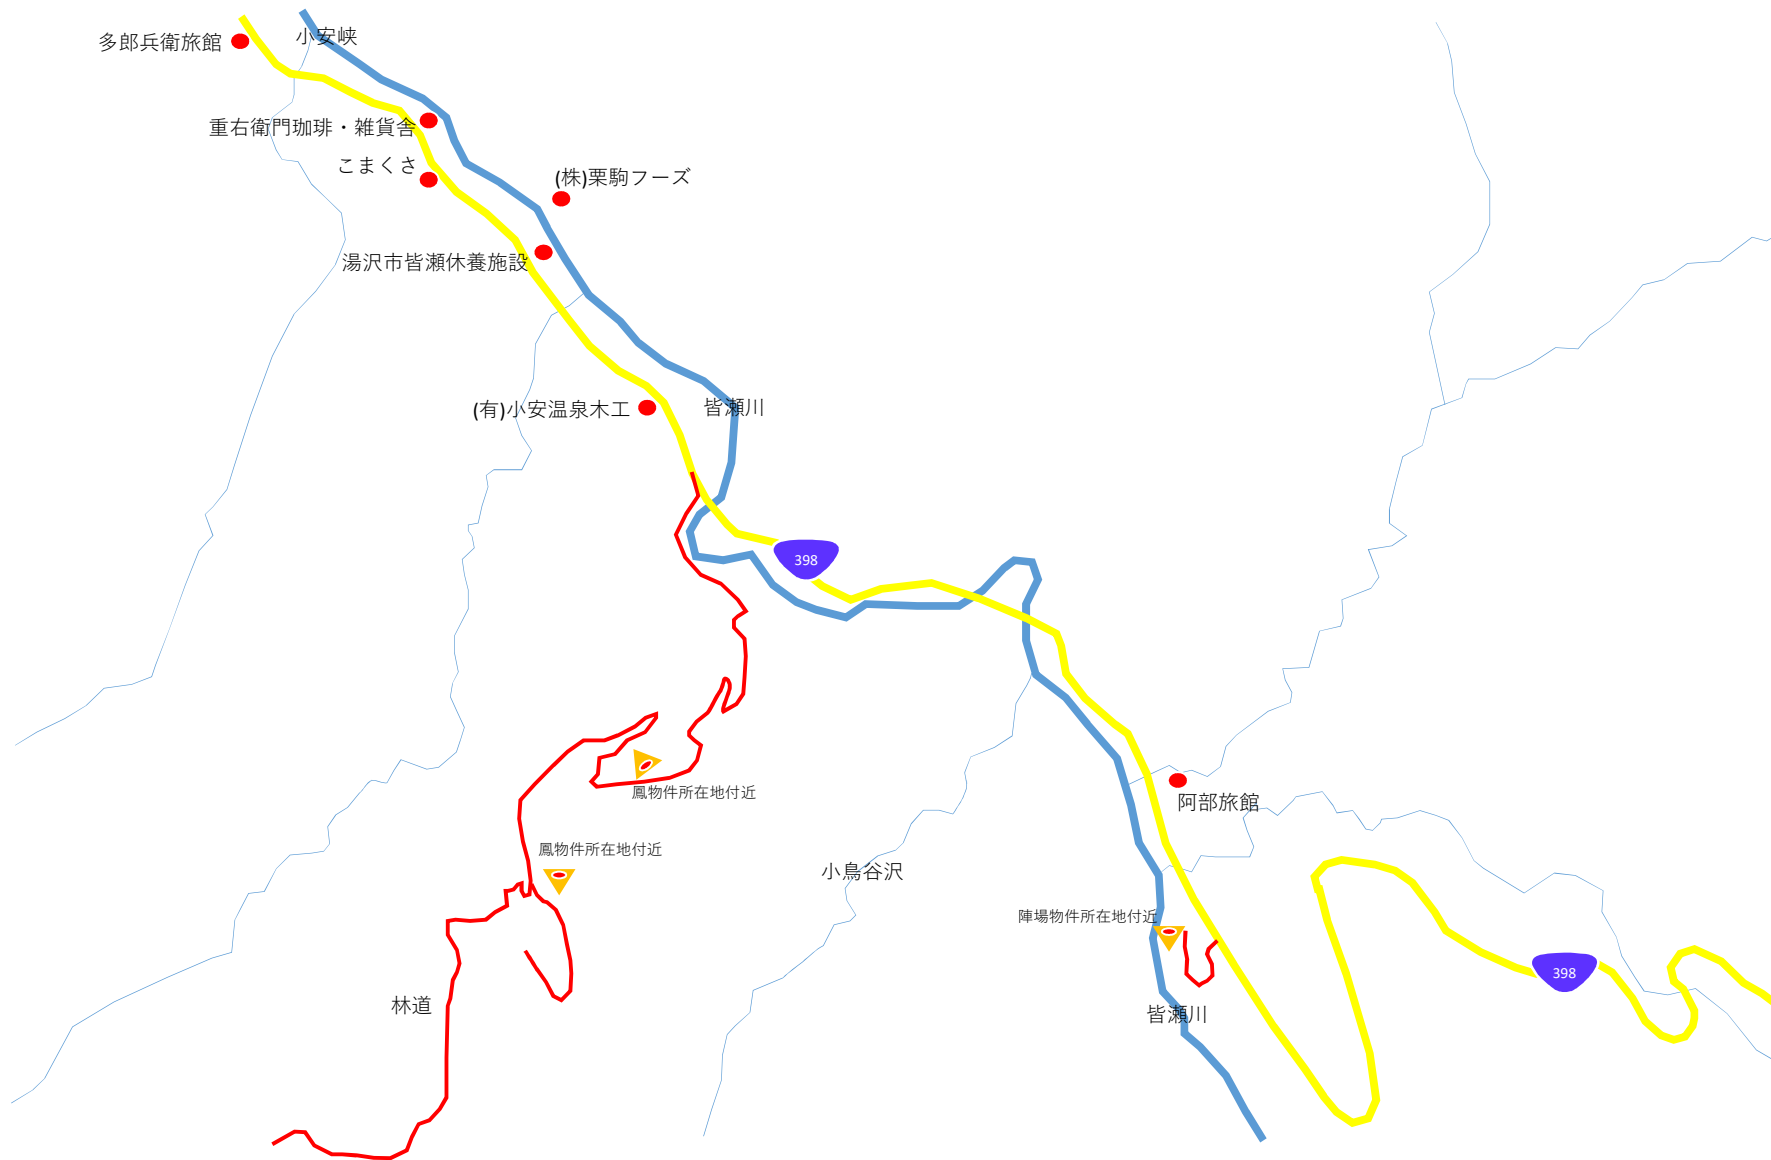 小安峡
多郎兵衛旅館
重右衛門珈琲・雑貨舎
こまくさ
(株)栗駒フーズ
湯沢市皆瀬休養施設
(有)小安温泉木工
皆瀬川
398
鳳物件所在地付近
阿部旅館
鳳物件所在地付近
小鳥谷沢
陣場物件所在地付近
398
林道
皆瀬川